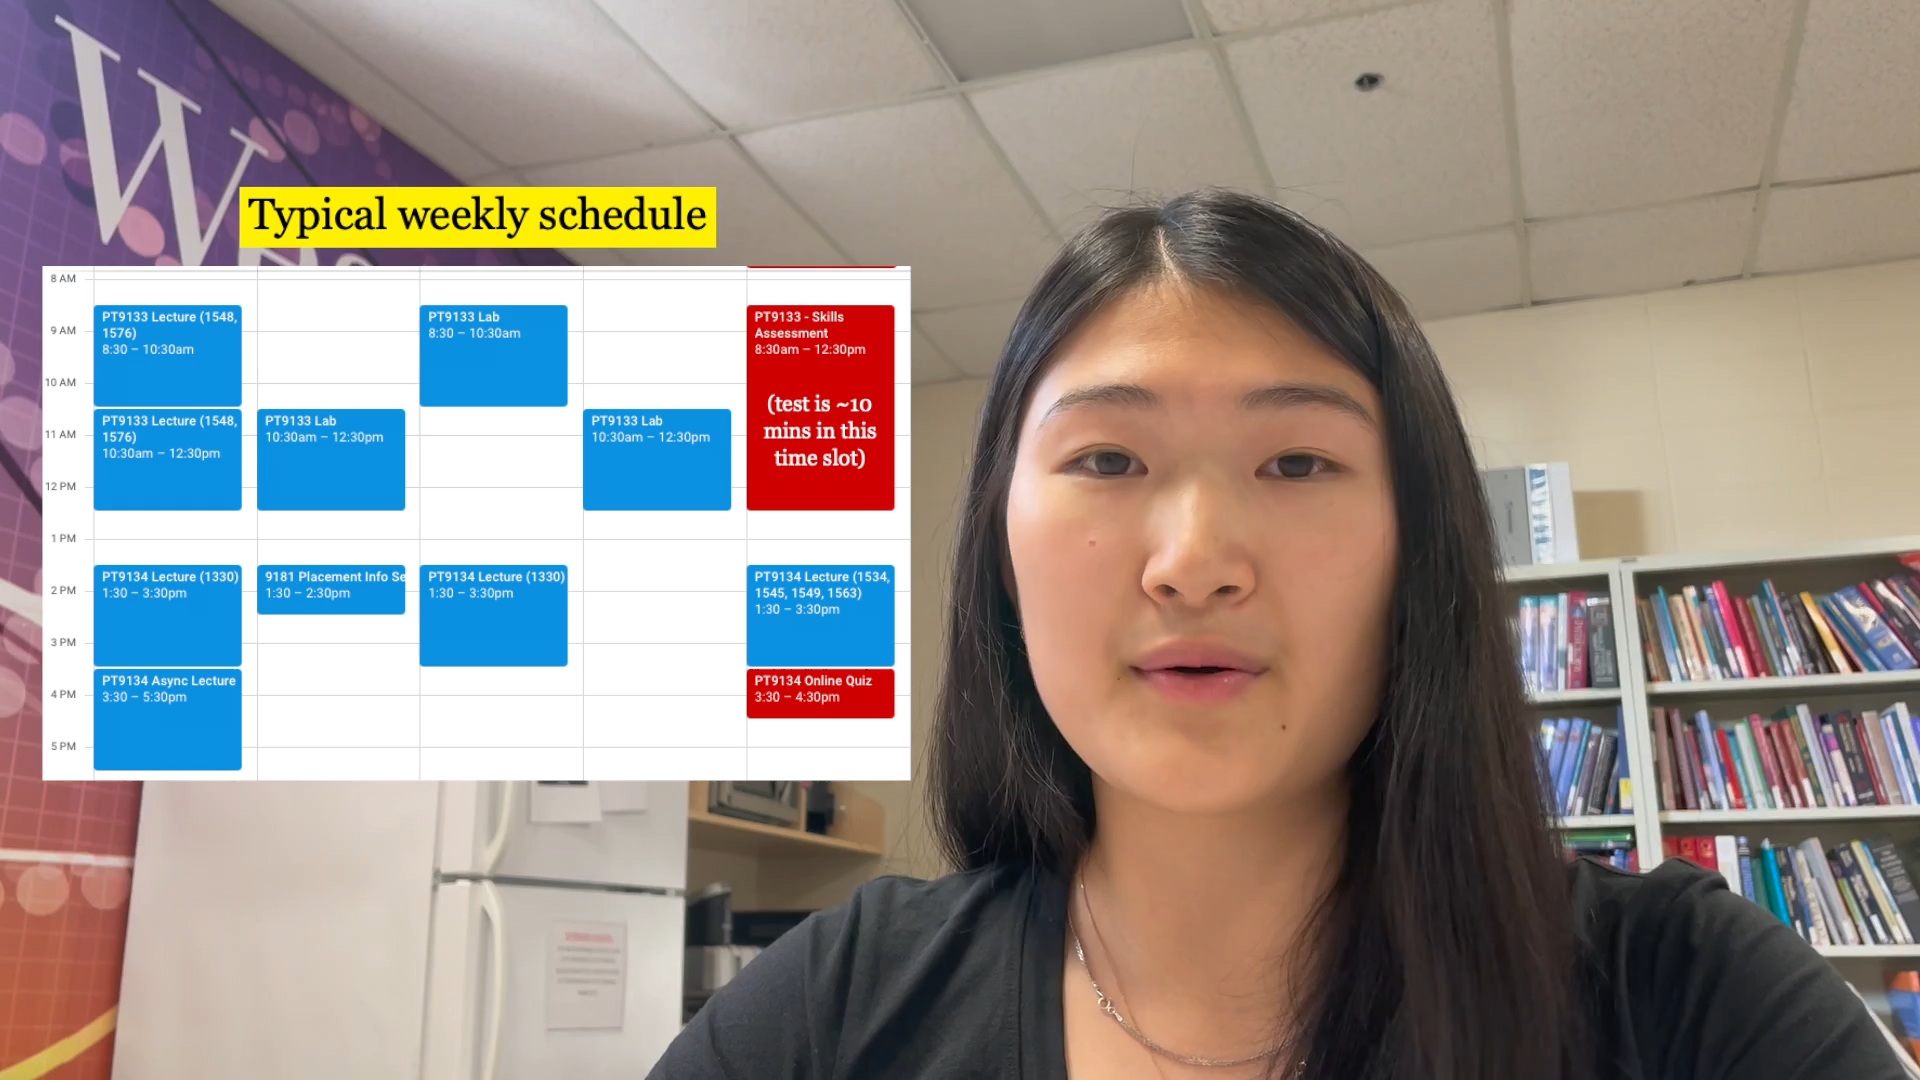 Typical weekly schedule
8 AM
9 AM
10 AM
11 AM
12 PM
1 PM
2 PM
3 PM
4 PM
5 PM
PT9133 Lecture (1548,
1576)
8:30 – 10:30am
PT9133 Lecture (1548,
1576)
10:30am – 12:30pm
PT9134 Lecture (1330)
1:30 – 3:30pm
PT9134 Async Lecture
3:30 – 5:30pm
PT9133 Lab
10:30am – 12:30pm
9181 Placement Info Se
1:30 – 2:30pm
PT9133 Lab
8:30 – 10:30am
PT9134 Lecture (1330)
1:30 – 3:30pm
PT9133 Lab
10:30am – 12:30pm
PT9133 - Skills
Assessment
8:30am – 12:30pm
(test is ~10
mins in this
time slot)
PT9134 Lecture (1534,
1545, 1549, 1563)
1:30 – 3:30pm
PT9134 Online Quiz
3:30 – 4:30pm